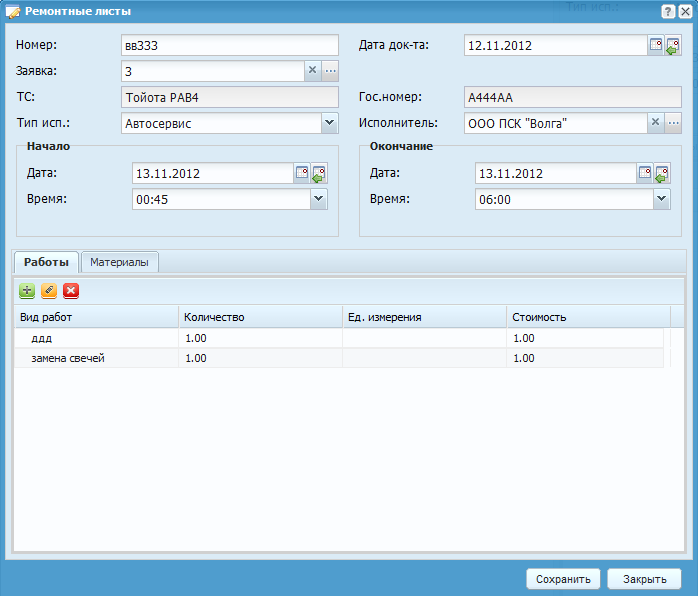 Ремонтные листы
Тип исп.:
Номер: вв333 Дата док-та: 12.11.2012
Заявка: 3
ТС: Тойота РАВ4 Гос.номер: А444АА
Тип исп.: Автосервис Исполнитель: ООО ПСК "Волга"
Начало Окончание
Дата: 13.11.2012 Дата: 13.11.2012
Время: 00:45 Время: 06:00
Работы Материалы
Вид работ Количество Ед. измерения Стоимость
ддд 1.00 1.00
замена свечей 1.00 1.00
Сохранить Закрыть